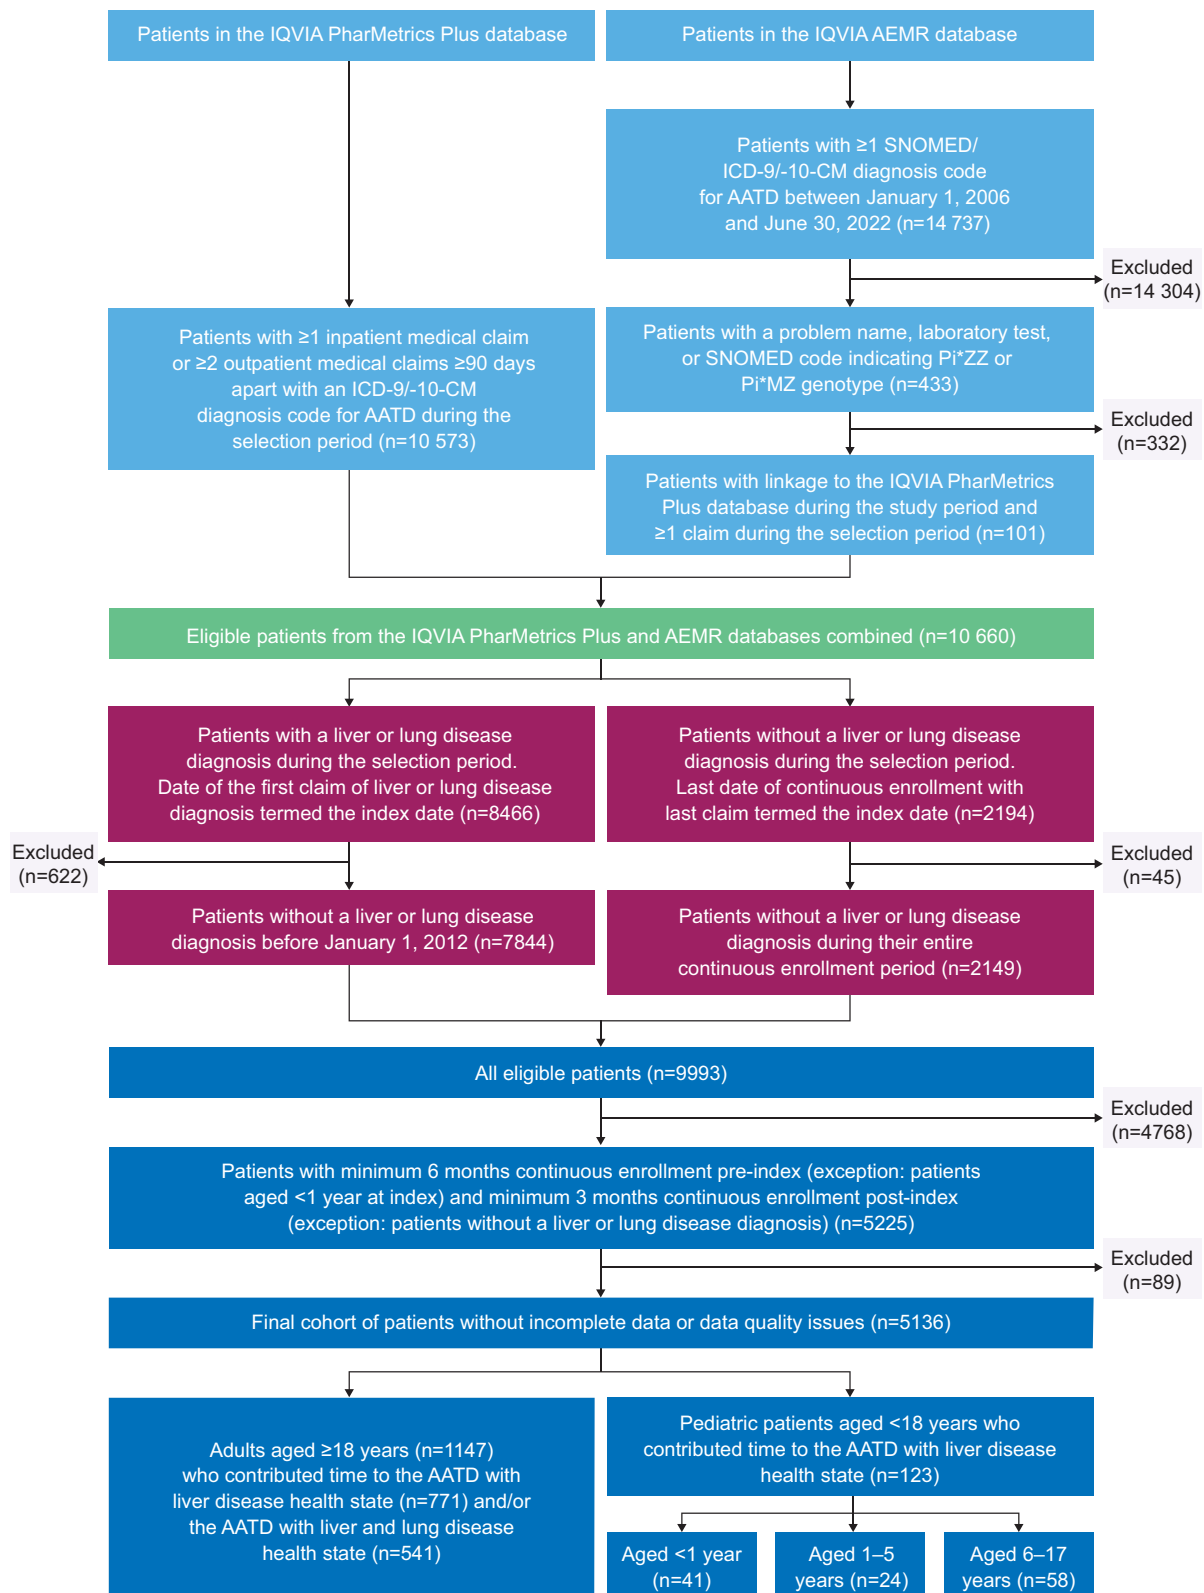 Patients in the IQVIA PharMetrics Plus database
Patients in the IQVIA AEMR database
Patients with ≥1 SNOMED/
ICD-9/-10-CM diagnosis code
for AATD between January 1, 2006
and June 30, 2022 (n=14 737)
Excluded
(n=14 304)
Patients with ≥1 inpatient medical claim
or ≥2 outpatient medical claims ≥90 days
apart with an ICD-9/-10-CM
diagnosis code for AATD during the
selection period (n=10 573)
Patients with a problem name, laboratory test,
or SNOMED code indicating Pi*ZZ or
Pi*MZ genotype (n=433)
Excluded
(n=332)
Patients with linkage to the IQVIA PharMetrics
Plus database during the study period and
≥1 claim during the selection period (n=101)
Eligible patients from the IQVIA PharMetrics Plus and AEMR databases combined (n=10 660)
Patients with a liver or lung disease
diagnosis during the selection period.
Date of the first claim of liver or lung disease
diagnosis termed the index date (n=8466)
Patients without a liver or lung disease
diagnosis during the selection period.
Last date of continuous enrollment with
last claim termed the index date (n=2194)
Excluded
(n=622)
Excluded
(n=45)
Patients without a liver or lung disease
diagnosis before January 1, 2012 (n=7844)
Patients without a liver or lung disease
diagnosis during their entire
continuous enrollment period (n=2149)
All eligible patients (n=9993)
Excluded
(n=4768)
Patients with minimum 6 months continuous enrollment pre-index (exception: patients
aged <1 year at index) and minimum 3 months continuous enrollment post-index
(exception: patients without a liver or lung disease diagnosis) (n=5225)
Excluded
(n=89)
Final cohort of patients without incomplete data or data quality issues (n=5136)
Adults aged ≥18 years (n=1147)
who contributed time to the AATD with
liver disease health state (n=771) and/or
the AATD with liver and lung disease
health state (n=541)
Pediatric patients aged <18 years who
contributed time to the AATD with liver disease
health state (n=123)
Aged <1 year
(n=41)
Aged 1–5
years (n=24)
Aged 6–17
years (n=58)